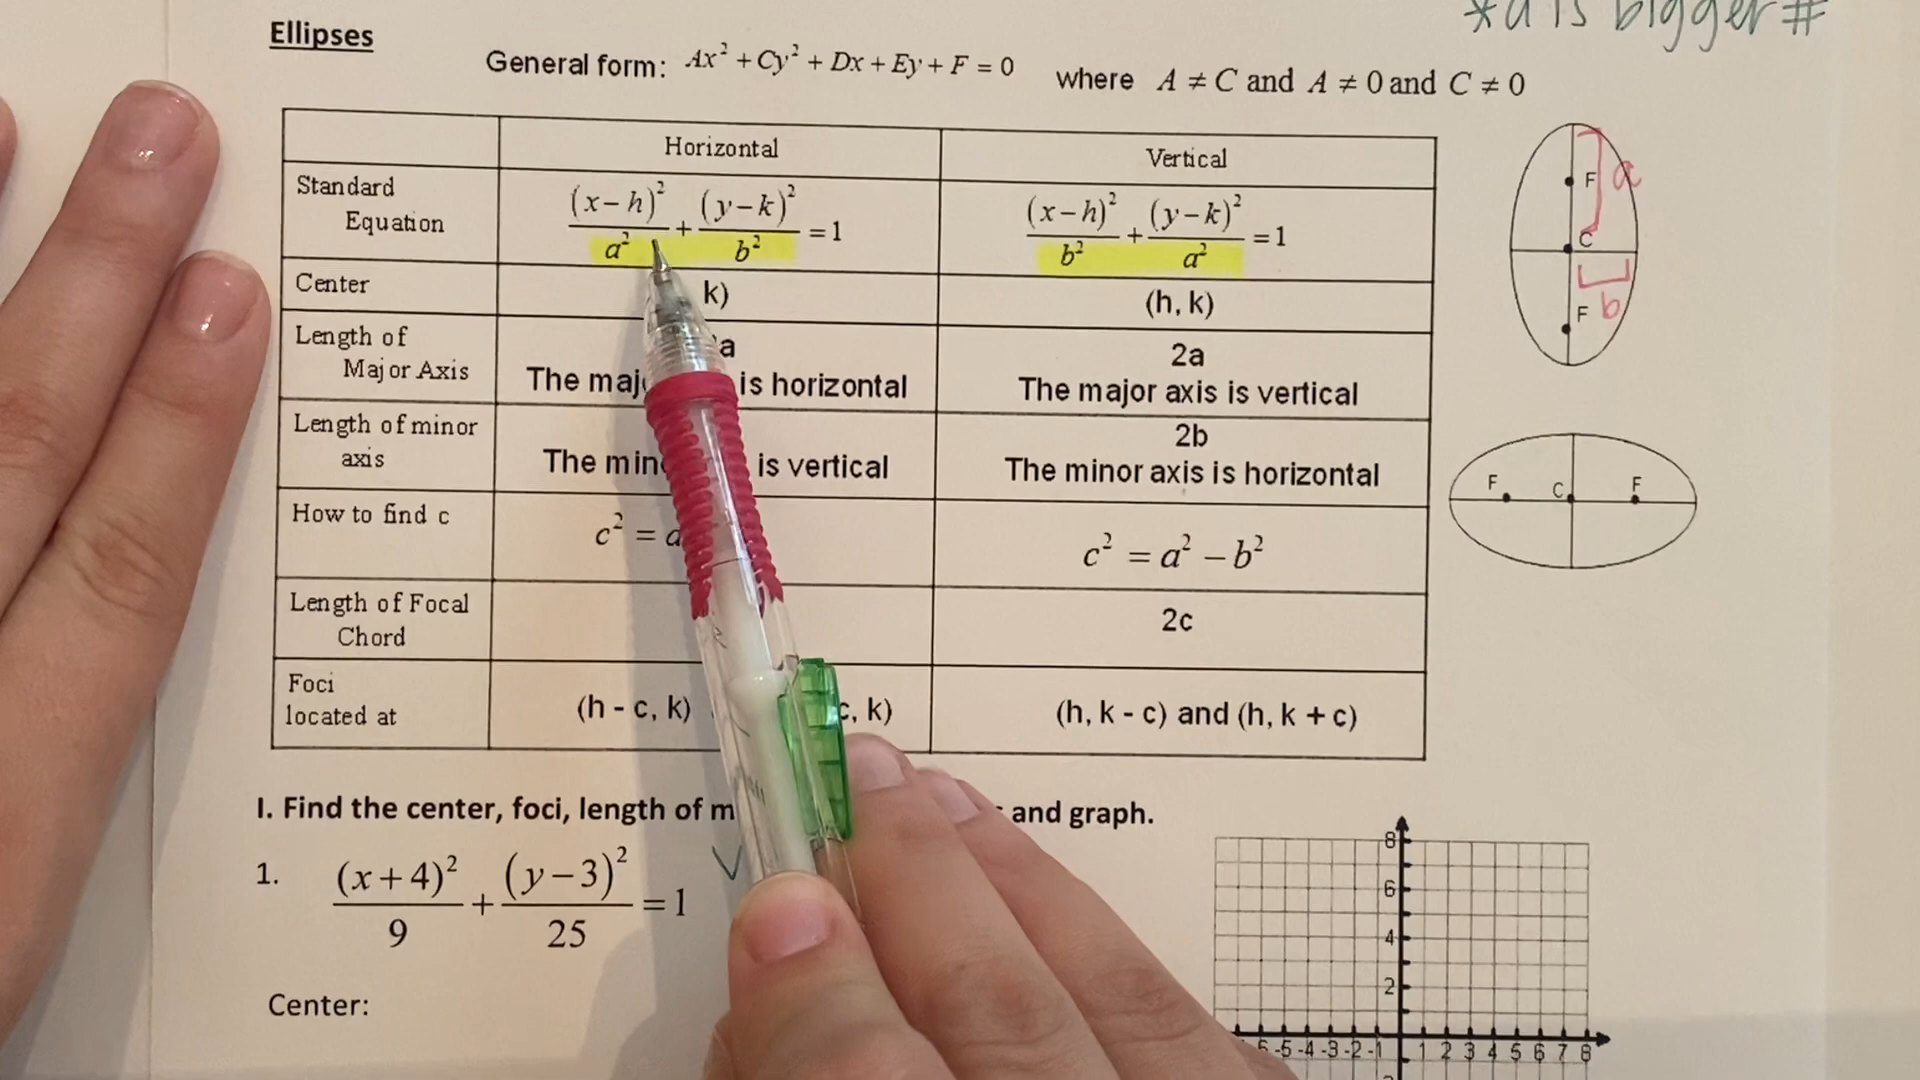 *a is bigger #
Ellipses
General form: Ax² + Cy² + Dx + Ey + F = 0 where A ≠ C and A ≠ 0 and C ≠ 0
Horizontal Vertical
Standard Equation (x-h)²/a² + (y-k)²/b² = 1 (x-h)²/b² + (y-k)²/a² = 1
Center k) (h, k)
Length of Major Axis a 2a
The is horizontal The major axis is vertical
Length of minor axis 2b
The is vertical The minor axis is horizontal
How to find c c² = a c² = a² - b²
Length of Focal Chord 2c
Foci located at (h - c, k) c, k) (h, k - c) and (h, k + c)
F a
C
F b
F C F
I. Find the center, foci, length of and graph.
1. (x+4)²/9 + (y-3)²/25 = 1
Center:
8
6
4
2
-5 -4 -3 -2 -1 1 2 3 4 5 6 7 8